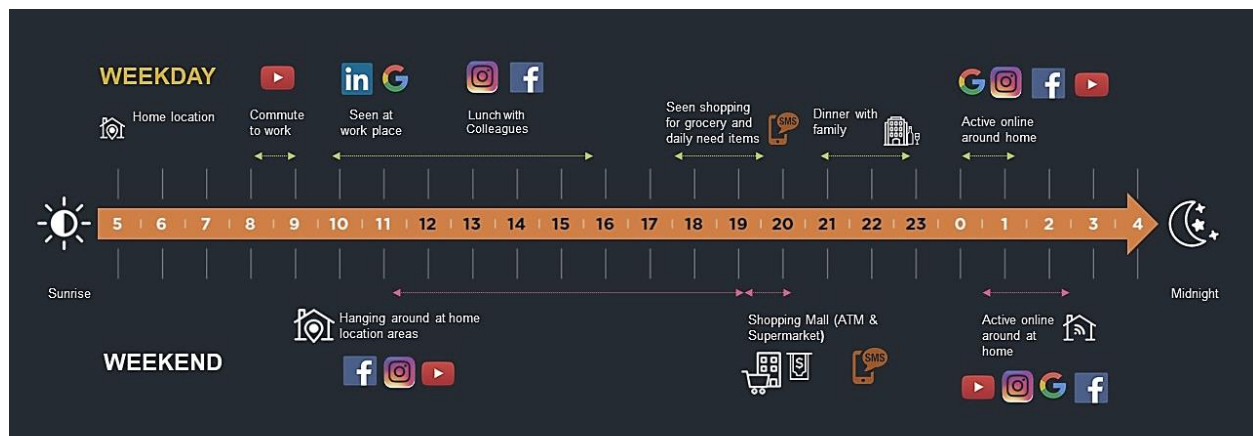 WEEKDAY
Home location
Commute
to work
in G
Seen at
work place
Lunch with
Colleagues
Seen shopping
for grocery and
daily need items
SMS
Dinner with
family
G
Active online
around home
5 6 7 8 9 10 11 12 13 14 15 16 17 18 19 20 21 22 23 0 1 2 3 4
Sunrise
Midnight
Hanging around at home
location areas
Shopping Mall (ATM &
Supermarket)
$
SMS
Active online
around at
home
WEEKEND
G